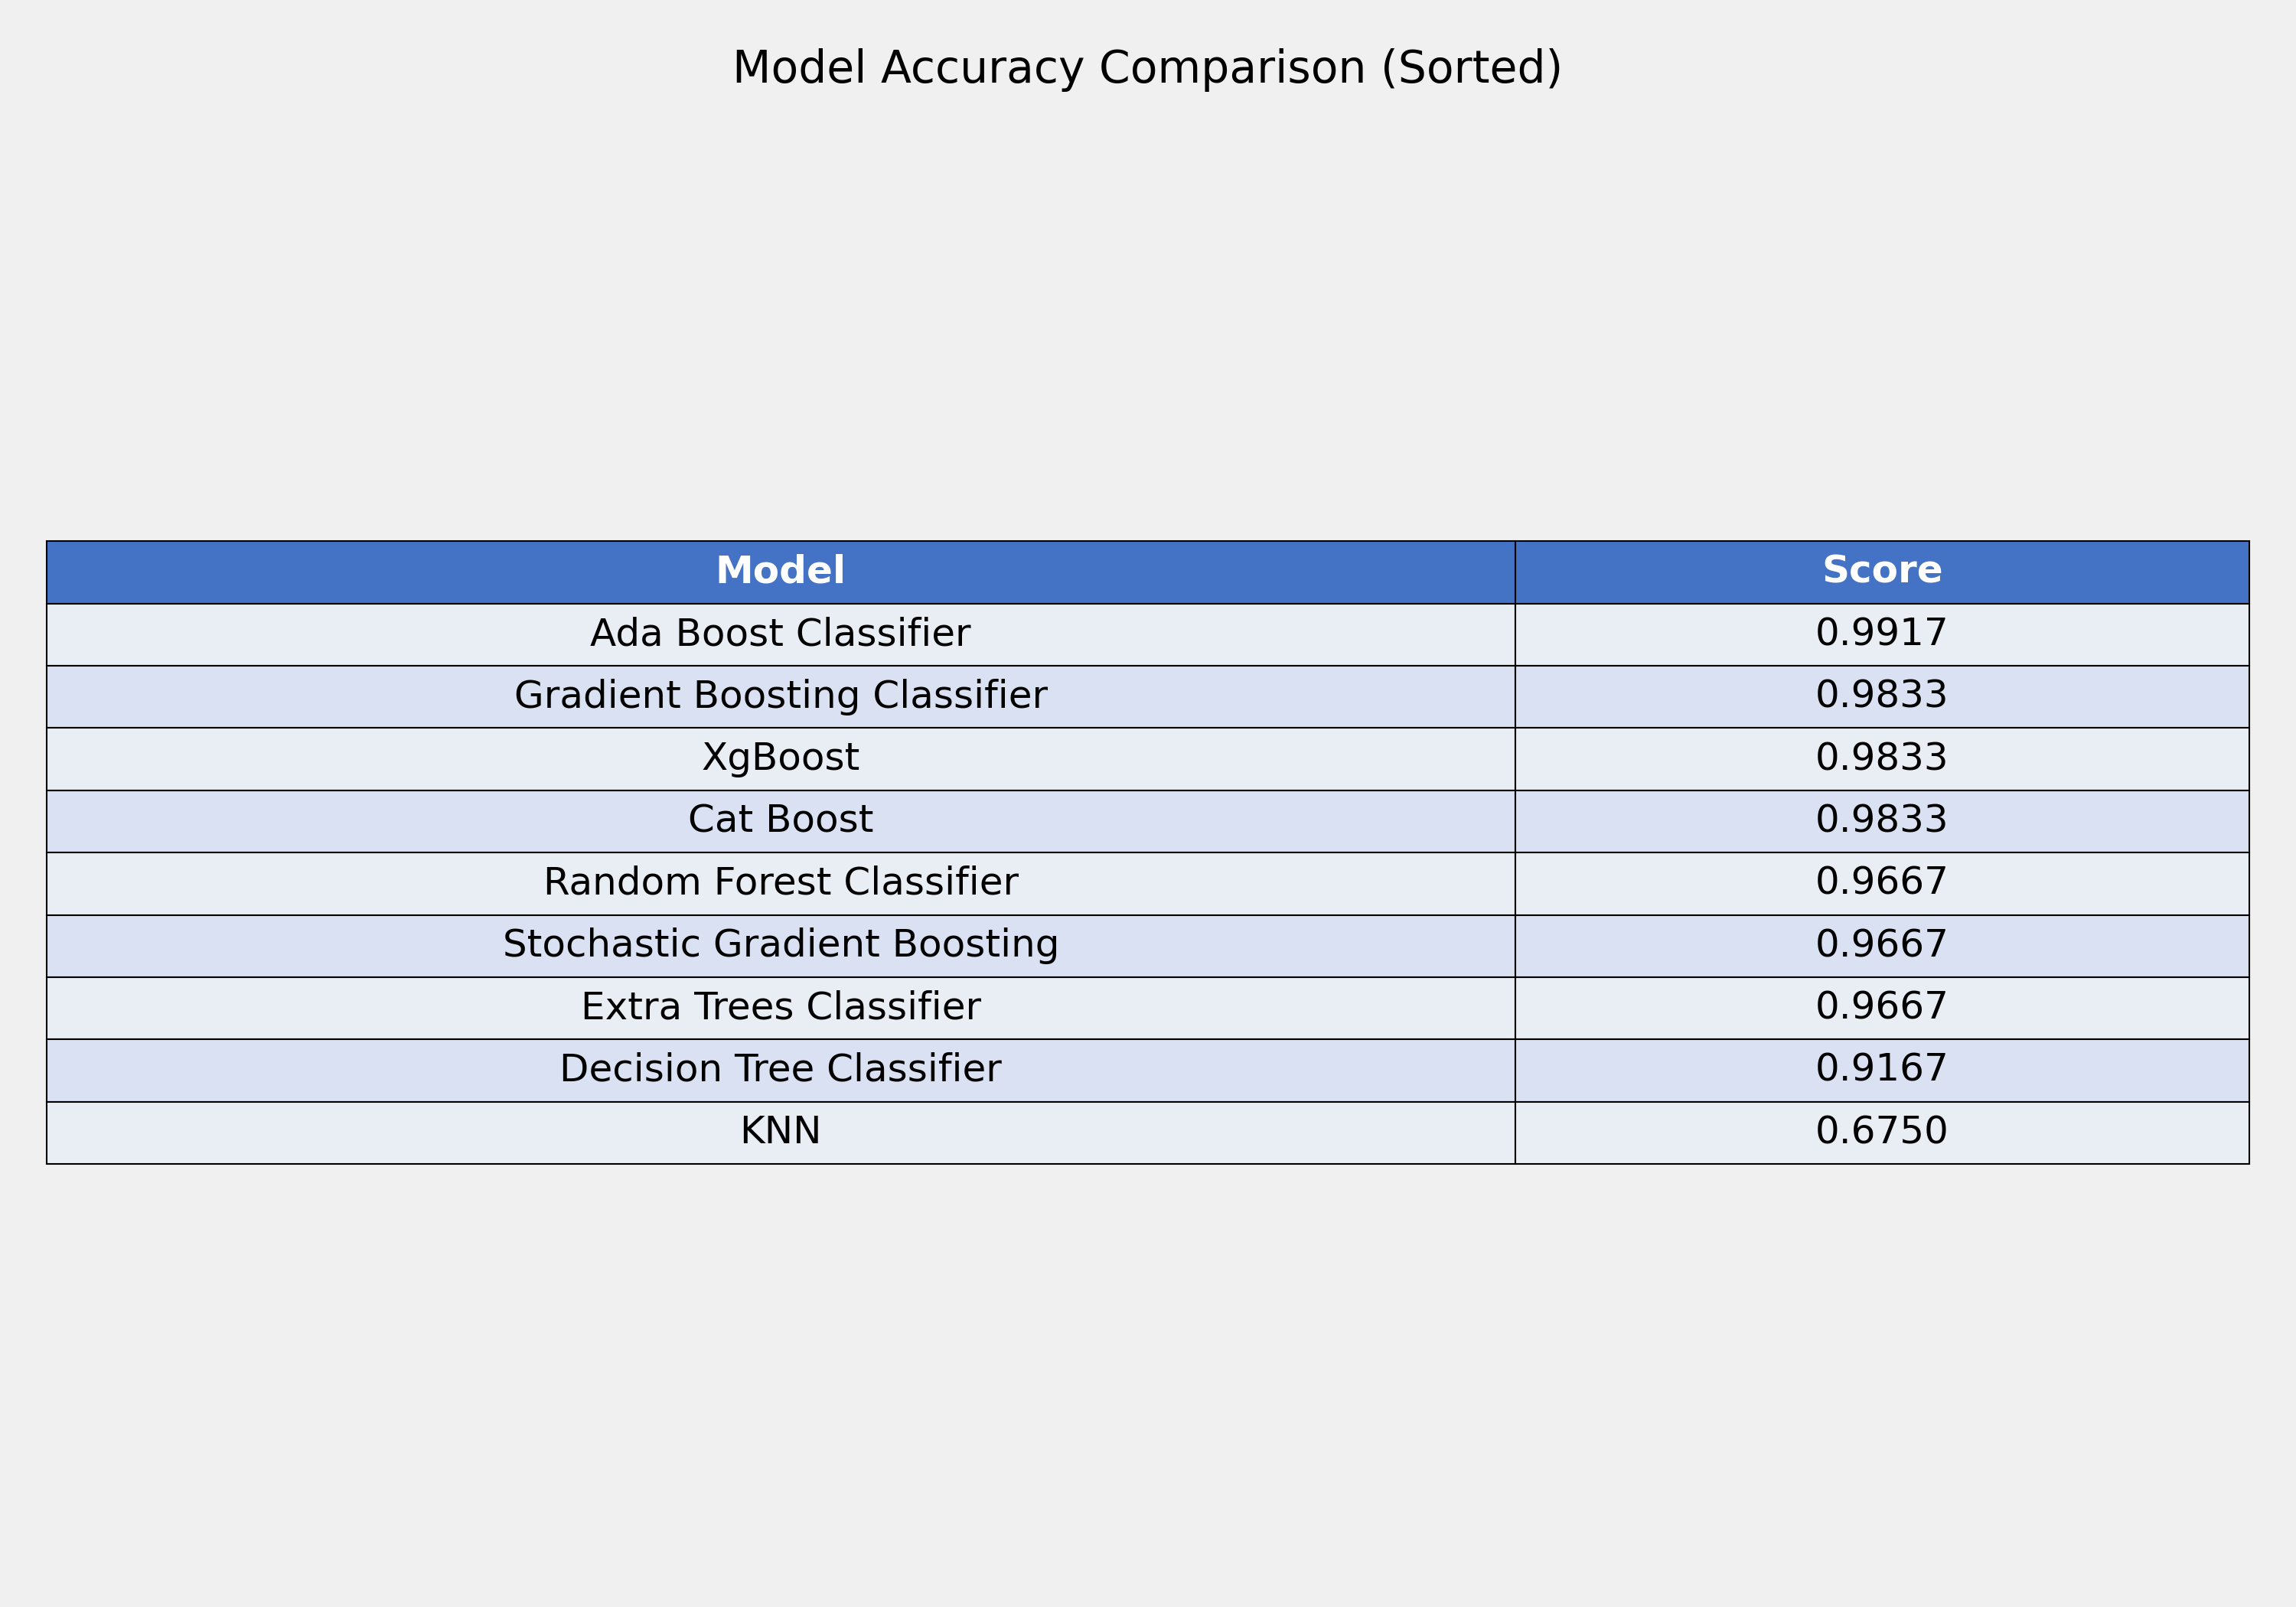 Model Accuracy Comparison (Sorted)
Model Score
Ada Boost Classifier 0.9917
Gradient Boosting Classifier 0.9833
XgBoost 0.9833
Cat Boost 0.9833
Random Forest Classifier 0.9667
Stochastic Gradient Boosting 0.9667
Extra Trees Classifier 0.9667
Decision Tree Classifier 0.9167
KNN 0.6750